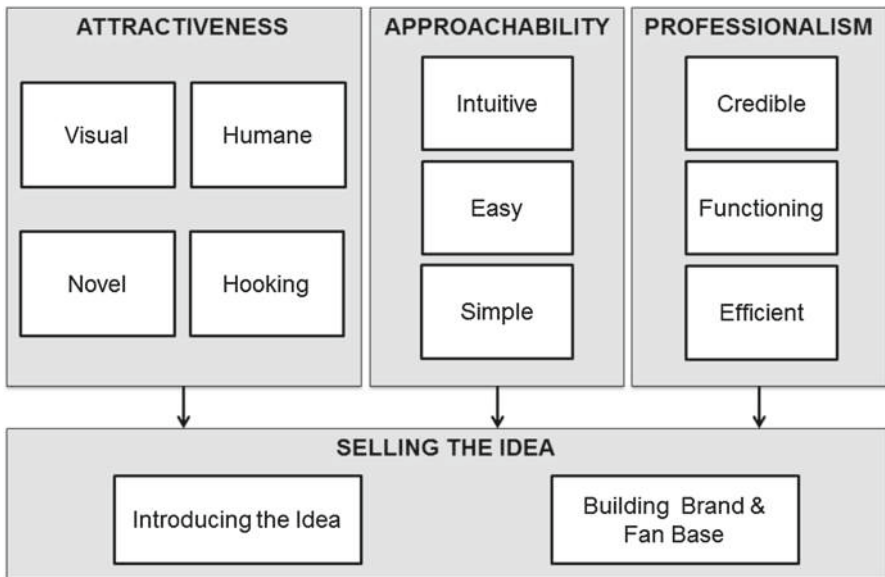 ATTRACTIVENESS
Visual
Humane
Novel
Hooking
APPROACHABILITY
Intuitive
Easy
Simple
PROFESSIONALISM
Credible
Functioning
Efficient
SELLING THE IDEA
Introducing the Idea
Building Brand &
Fan Base